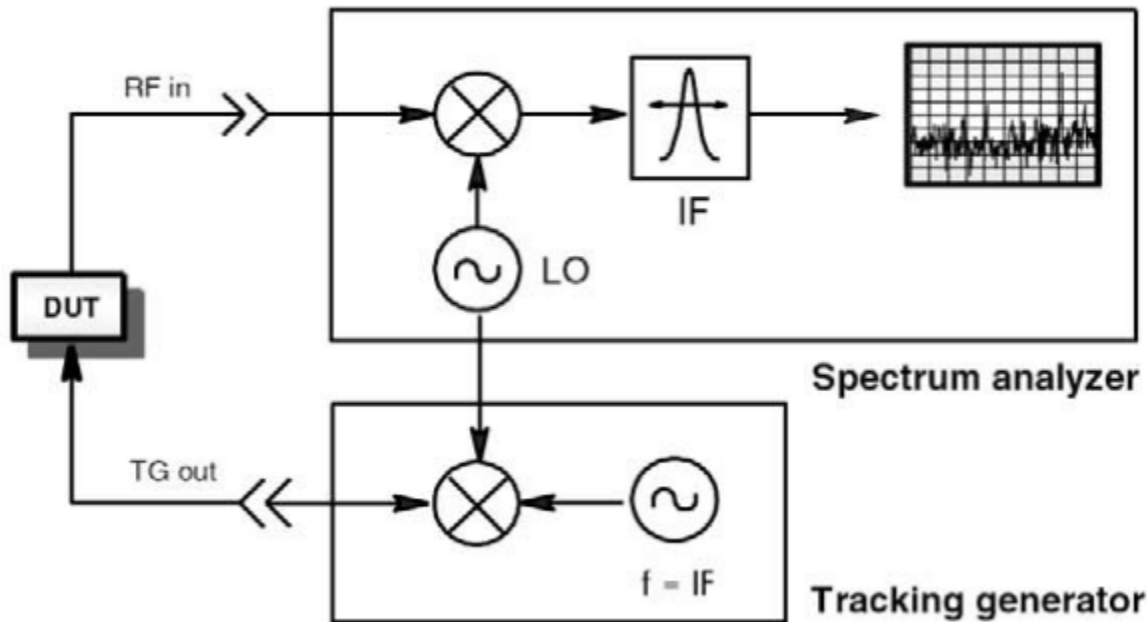 RF in
IF
LO
DUT
Spectrum analyzer
TG out
f = IF
Tracking generator